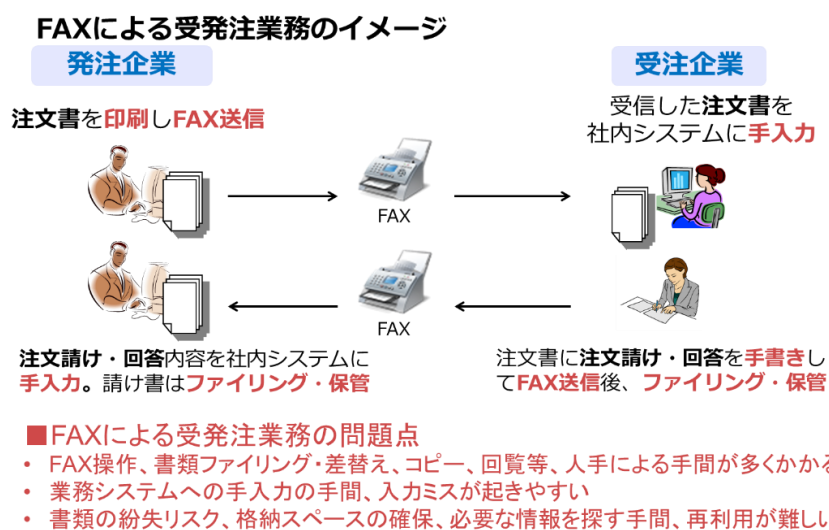 FAXによる受発注業務のイメージ
発注企業
受注企業
注文書を印刷しFAX送信
受信した注文書を
社内システムに手入力
FAX
FAX
注文請け・回答内容を社内システムに
手入力。請け書はファイリング・保管
注文書に注文請け・回答を手書きし
てFAX送信後、ファイリング・保管
■FAXによる受発注業務の問題点
• FAX操作、書類ファイリング・差替え、コピー、回覧等、人手による手間が多くかかる
• 業務システムへの手入力の手間、入力ミスが起きやすい
• 書類の紛失リスク、格納スペースの確保、必要な情報を探す手間、再利用が難しい